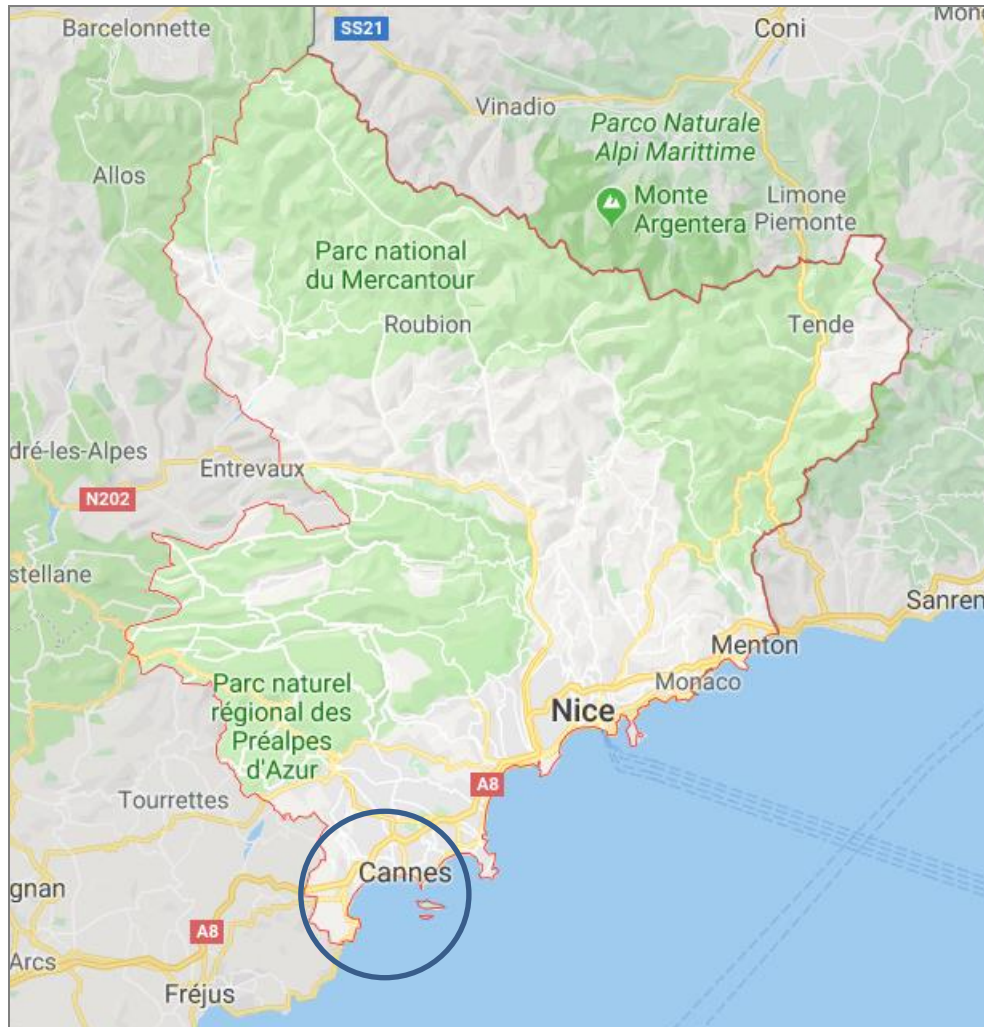 Barcelonnette
SS21
Coni
Mon
Vinadio
Parco Naturale
Alpi Marittime
Allos
Monte
Argentera
Limone
Piemonte
Parc national
du Mercantour
Roubion
Tende
dré-les-Alpes
Entrevaux
N202
stellane
Sanren
Menton
Monaco
Parc naturel
régional des
Préalpes
d'Azur
Nice
A8
Tourrettes
Cannes
gnan
A8
Arcs
Fréjus